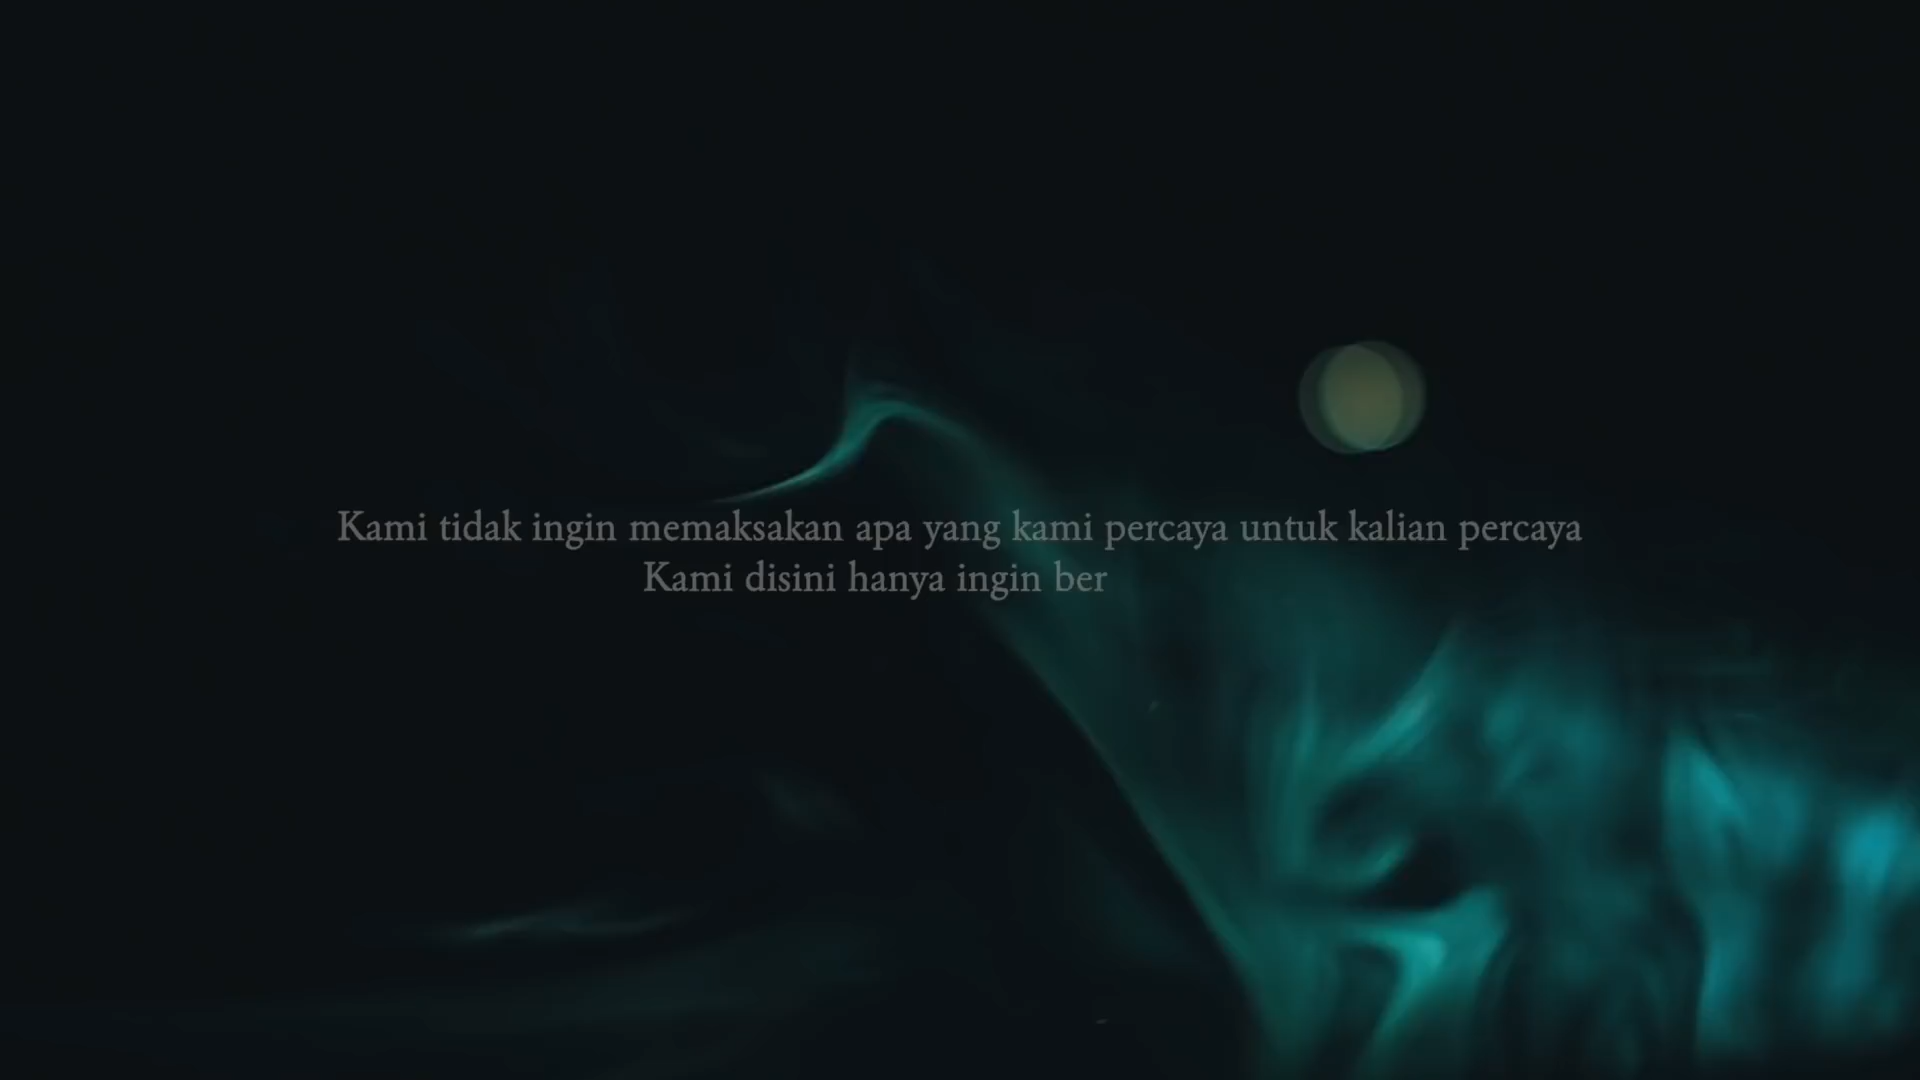 Kami tidak ingin memaksakan apa yang kami percaya untuk kalian percaya
Kami disini hanya ingin ber